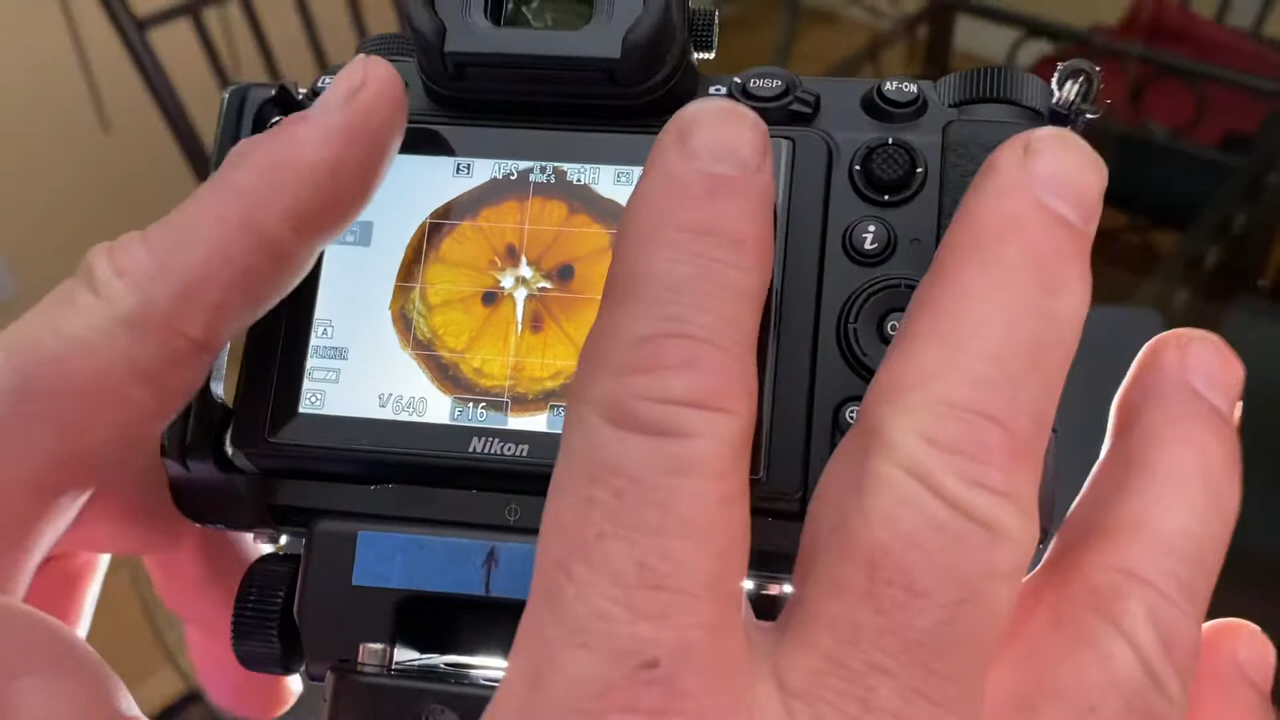 DISP
AF-ON
S AF-S WIDE-S H
i
A
FLICKER
1/640 F16
Nikon